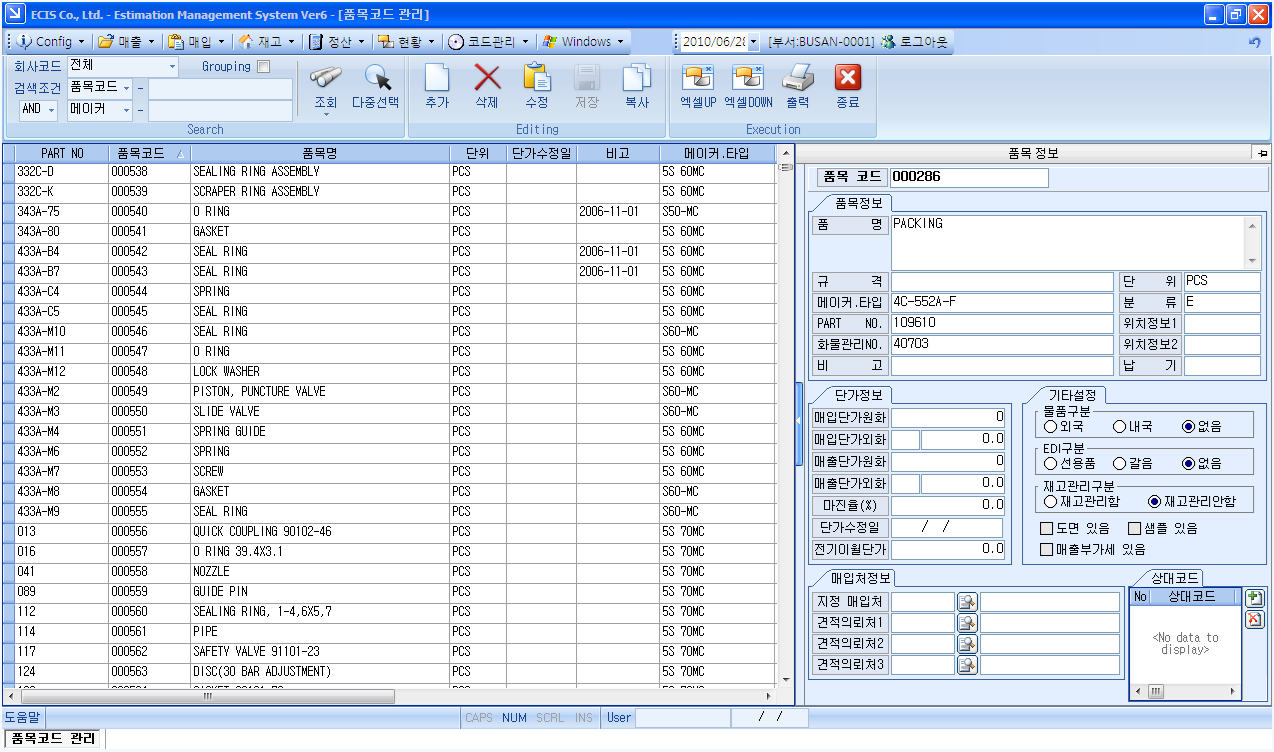 ECIS Co., Ltd. - Estimation Management System Ver6 - [품목코드 관리]
Config 매출 매입 재고 정산 현황 코드관리 Windows 2010/06/28 [부서:BUSAN-0001] 로그아웃
회사코드 전체 Grouping
검색조건 품목코드 -
AND 메이커 -
조회 다중선택 추가 삭제 수정 저장 복사 엑셀UP 엑셀DOWN 출력 종료
Search Editing Execution
PART NO 품목코드 품목명 단위 단가수정일 비고 메이커.타입
332C-D 000538 SEALING RING ASSEMBLY PCS 5S 60MC
332C-K 000539 SCRAPER RING ASSEMBLY PCS 5S 60MC
343A-75 000540 O RING PCS 2006-11-01 S50-MC
343A-80 000541 GASKET PCS 5S 60MC
433A-B4 000542 SEAL RING PCS 2006-11-01 5S 60MC
433A-B7 000543 SEAL RING PCS 2006-11-01 5S 60MC
433A-C4 000544 SPRING PCS 5S 60MC
433A-C5 000545 SEAL RING PCS 5S 60MC
433A-M10 000546 SEAL RING PCS S60-MC
433A-M11 000547 O RING PCS 5S 60MC
433A-M12 000548 LOCK WASHER PCS 5S 60MC
433A-M2 000549 PISTON, PUNCTURE VALVE PCS S60-MC
433A-M3 000550 SLIDE VALVE PCS S60-MC
433A-M4 000551 SPRING GUIDE PCS S60-MC
433A-M6 000552 SPRING PCS 5S 60MC
433A-M7 000553 SCREW PCS 5S 60MC
433A-M8 000554 GASKET PCS S60-MC
433A-M9 000555 SEAL RING PCS S60-MC
013 000556 QUICK COUPLING 90102-46 PCS 5S 70MC
016 000557 O RING 39.4X3.1 PCS 5S 70MC
041 000558 NOZZLE PCS 5S 70MC
089 000559 GUIDE PIN PCS 5S 70MC
112 000560 SEALING RING, 1-4,6X5,7 PCS 5S 70MC
114 000561 PIPE PCS 5S 70MC
117 000562 SAFETY VALVE 91101-23 PCS 5S 70MC
124 000563 DISC(30 BAR ADJUSTMENT) PCS 5S 70MC
품목 정보
품목 코드 000286
품목정보
품 명 PACKING
규 격 단 위 PCS
메이커.타입 4C-552A-F 분 류 E
PART NO. 109610 위치정보1
화물관리NO. 40703 위치정보2
비 고 납 기
단가정보
매입단가원화 0
매입단가외화 0.0
매출단가원화 0
매출단가외화 0.0
마진율(%) 0.0
단가수정일 / /
전기이월단가 0.0
기타설정
물품구분
외국 내국 없음
EDI구분
선용품 갈음 없음
재고관리구분
재고관리함 재고관리안함
도면 있음 샘플 있음
매출부가세 있음
매입처정보
지정 매입처
견적의뢰처1
견적의뢰처2
견적의뢰처3
상대코드
No 상대코드
<No data to
display>
도움말 CAPS NUM SCRL INS User / /
품목코드 관리